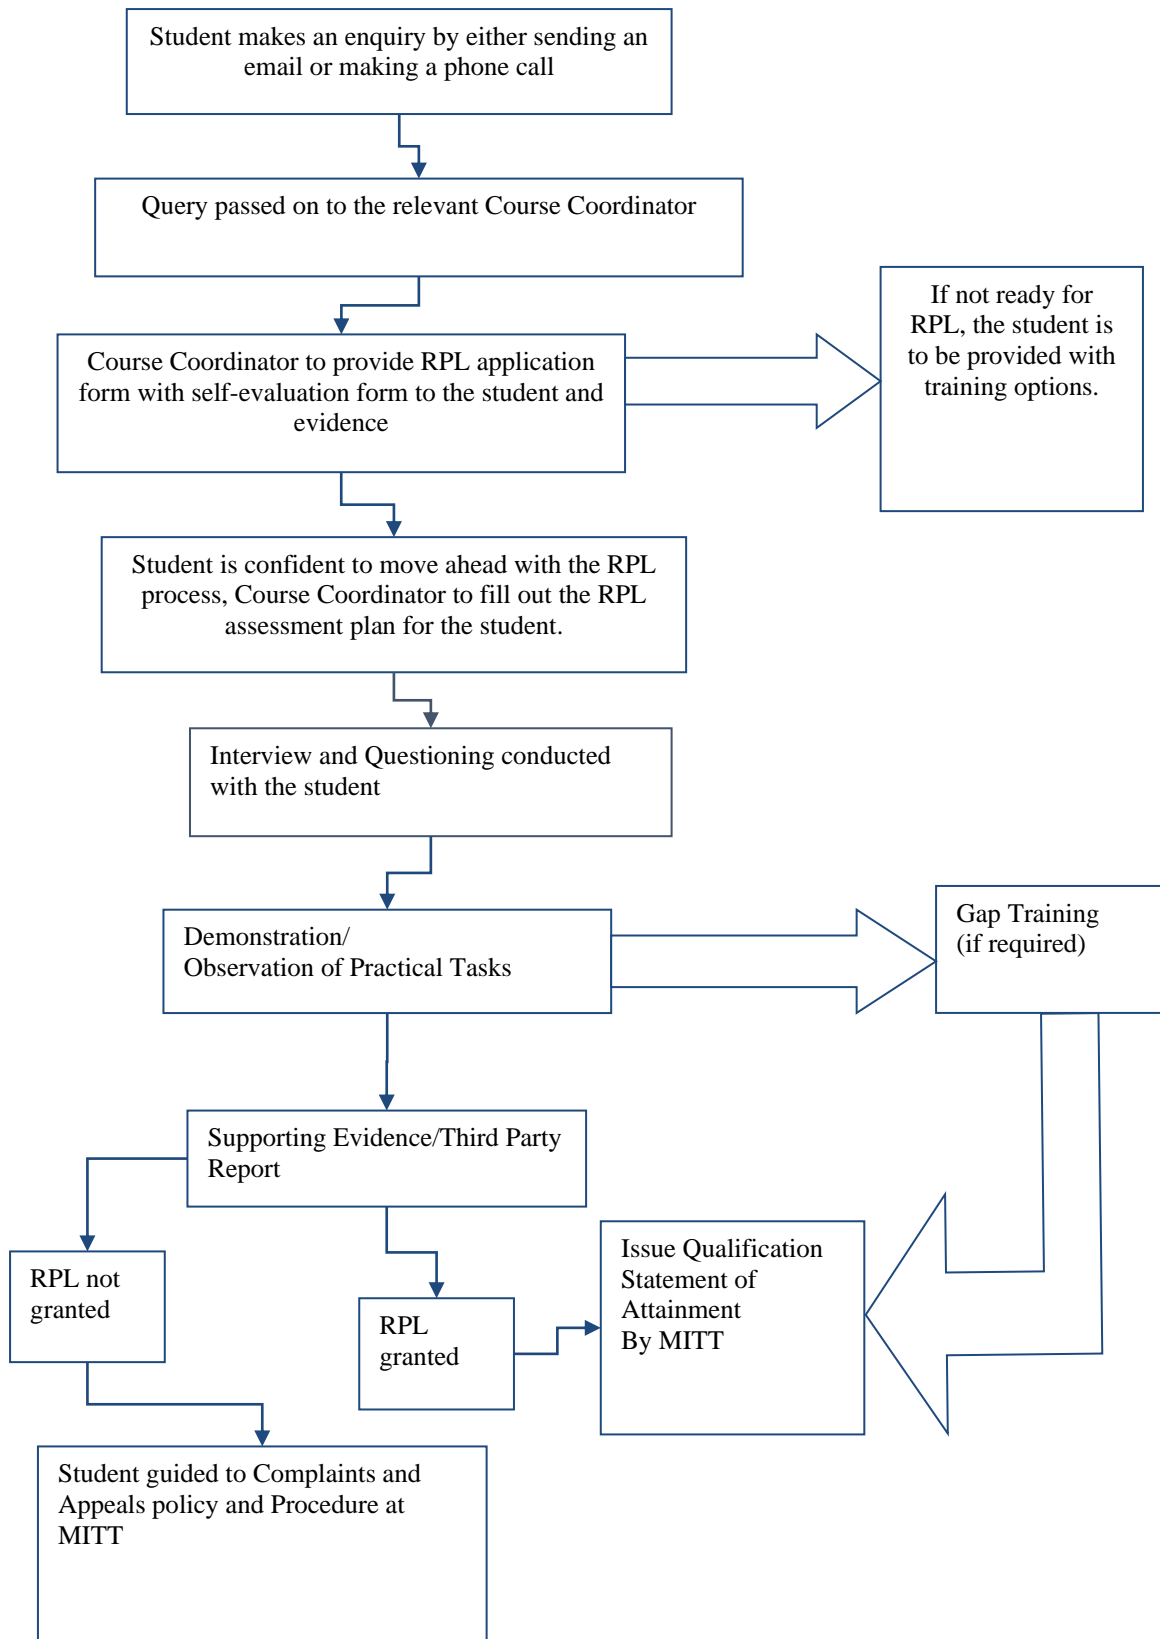 Student makes an enquiry by either sending an
email or making a phone call
Query passed on to the relevant Course Coordinator
If not ready for
RPL, the student is
to be provided with
training options.
Course Coordinator to provide RPL application
form with self-evaluation form to the student and
evidence
Student is confident to move ahead with the RPL
process, Course Coordinator to fill out the RPL
assessment plan for the student.
Interview and Questioning conducted
with the student
Demonstration/
Observation of Practical Tasks
Gap Training
(if required)
Supporting Evidence/Third Party
Report
RPL not
granted
RPL
granted
Issue Qualification
Statement of
Attainment
By MITT
Student guided to Complaints and
Appeals policy and Procedure at
MITT